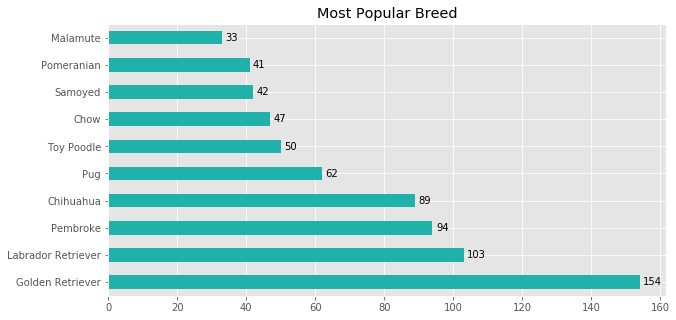 Most Popular Breed
Malamute 33
Pomeranian 41
Samoyed 42
Chow 47
Toy Poodle 50
Pug 62
Chihuahua 89
Pembroke 94
Labrador Retriever 103
Golden Retriever 154
0 20 40 60 80 100 120 140 160